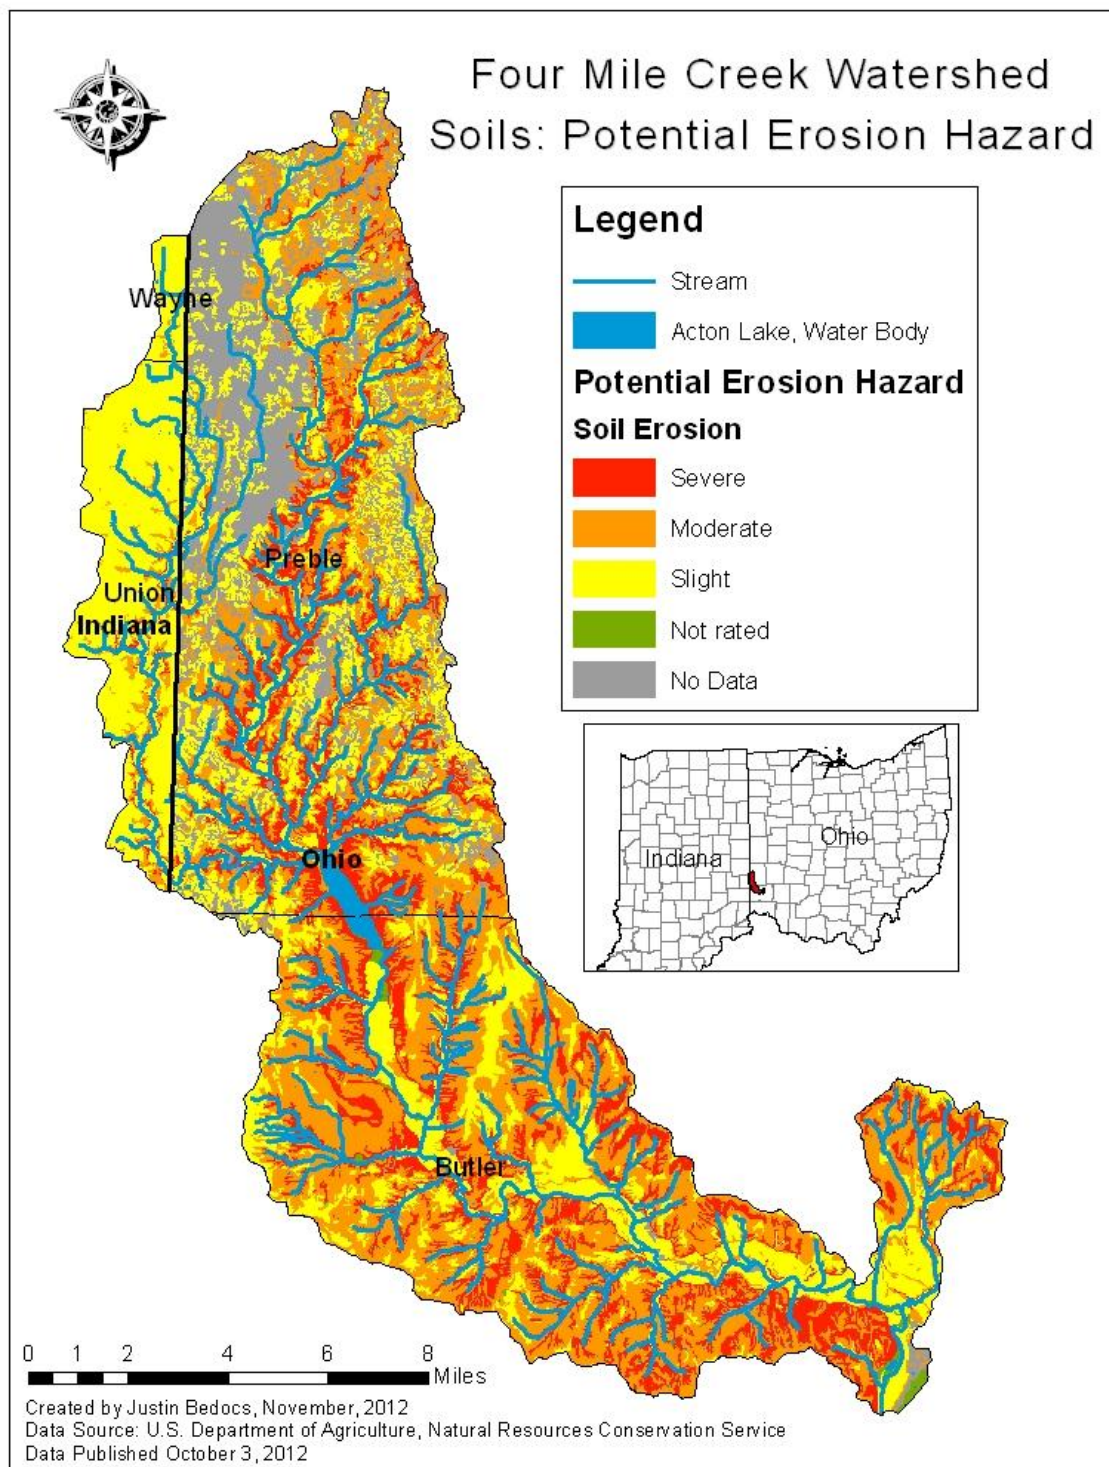 Four Mile Creek Watershed
Soils: Potential Erosion Hazard
Legend
Stream
Acton Lake, Water Body
Potential Erosion Hazard
Soil Erosion
Severe
Moderate
Slight
Not rated
No Data
Wayne
Preble
Union
Indiana
Ohio
Butler
Ohio
Indiana
0 1 2 4 6 8
Miles
Created by Justin Bedocs, November, 2012
Data Source: U.S. Department of Agriculture, Natural Resources Conservation Service
Data Published October 3, 2012